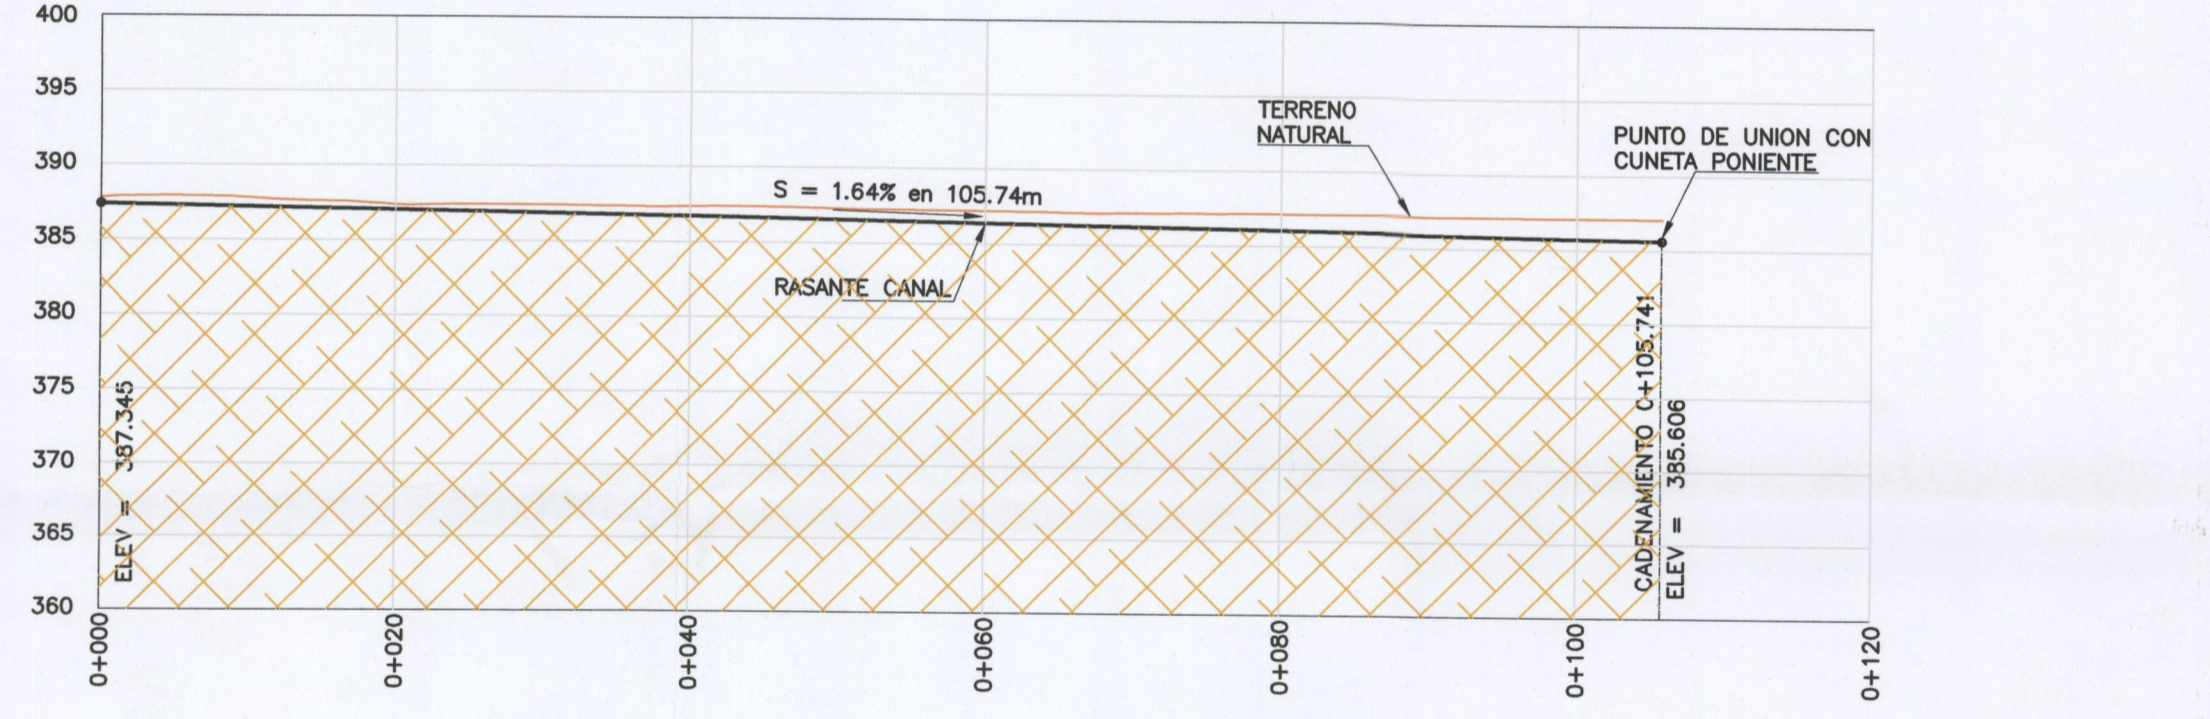 400
395
390
385
380
375
370
365
360
TERRENO
NATURAL
PUNTO DE UNION CON
CUNETA PONIENTE
S = 1.64% en 105.74m
RASANTE CANAL
ELEV = 387.345
CADENAMIENTO 0+105.741
ELEV = 385.606
0+000
0+020
0+040
0+060
0+080
0+100
0+120